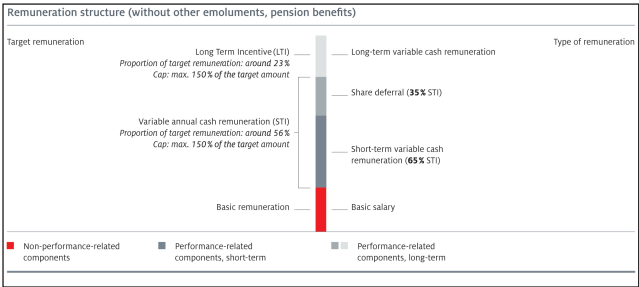 Remuneration structure (without other emoluments, pension benefits)
Target remuneration
Type of remuneration
Long Term Incentive (LTI)
Proportion of target remuneration: around 23%
Cap: max. 150% of the target amount
Long-term variable cash remuneration
Share deferral (35% STI)
Variable annual cash remuneration (STI)
Proportion of target remuneration: around 56%
Cap: max. 150% of the target amount
Short-term variable cash
remuneration (65% STI)
Basic remuneration
Basic salary
Non-performance-related
components
Performance-related
components, short-term
Performance-related
components, long-term